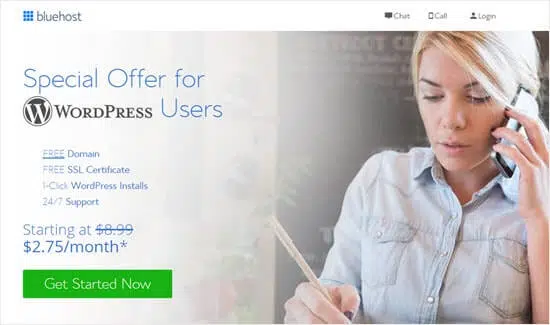 bluehost
Chat Call Login
Special Offer for
WORDPRESS Users
FREE Domain
FREE SSL Certificate
1-Click WordPress Installs
24/7 Support
Starting at $8.99
$2.75/month*
Get Started Now